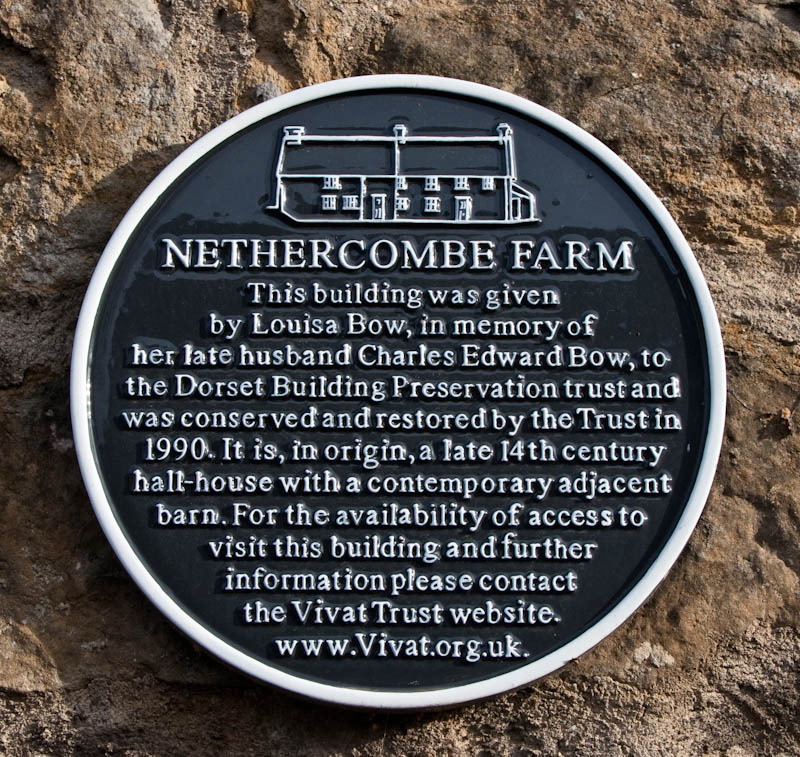 NETHERCOMBE FARM
This building was given
by Louisa Bow, in memory of
her late husband Charles Edward Bow, to
the Dorset Building Preservation trust and
was conserved and restored by the Trust in
1990. It is, in origin, a late 14th century
hall-house with a contemporary adjacent
barn. For the availability of access to
visit this building and further
information please contact
the Vivat Trust website.
www.Vivat.org.uk.